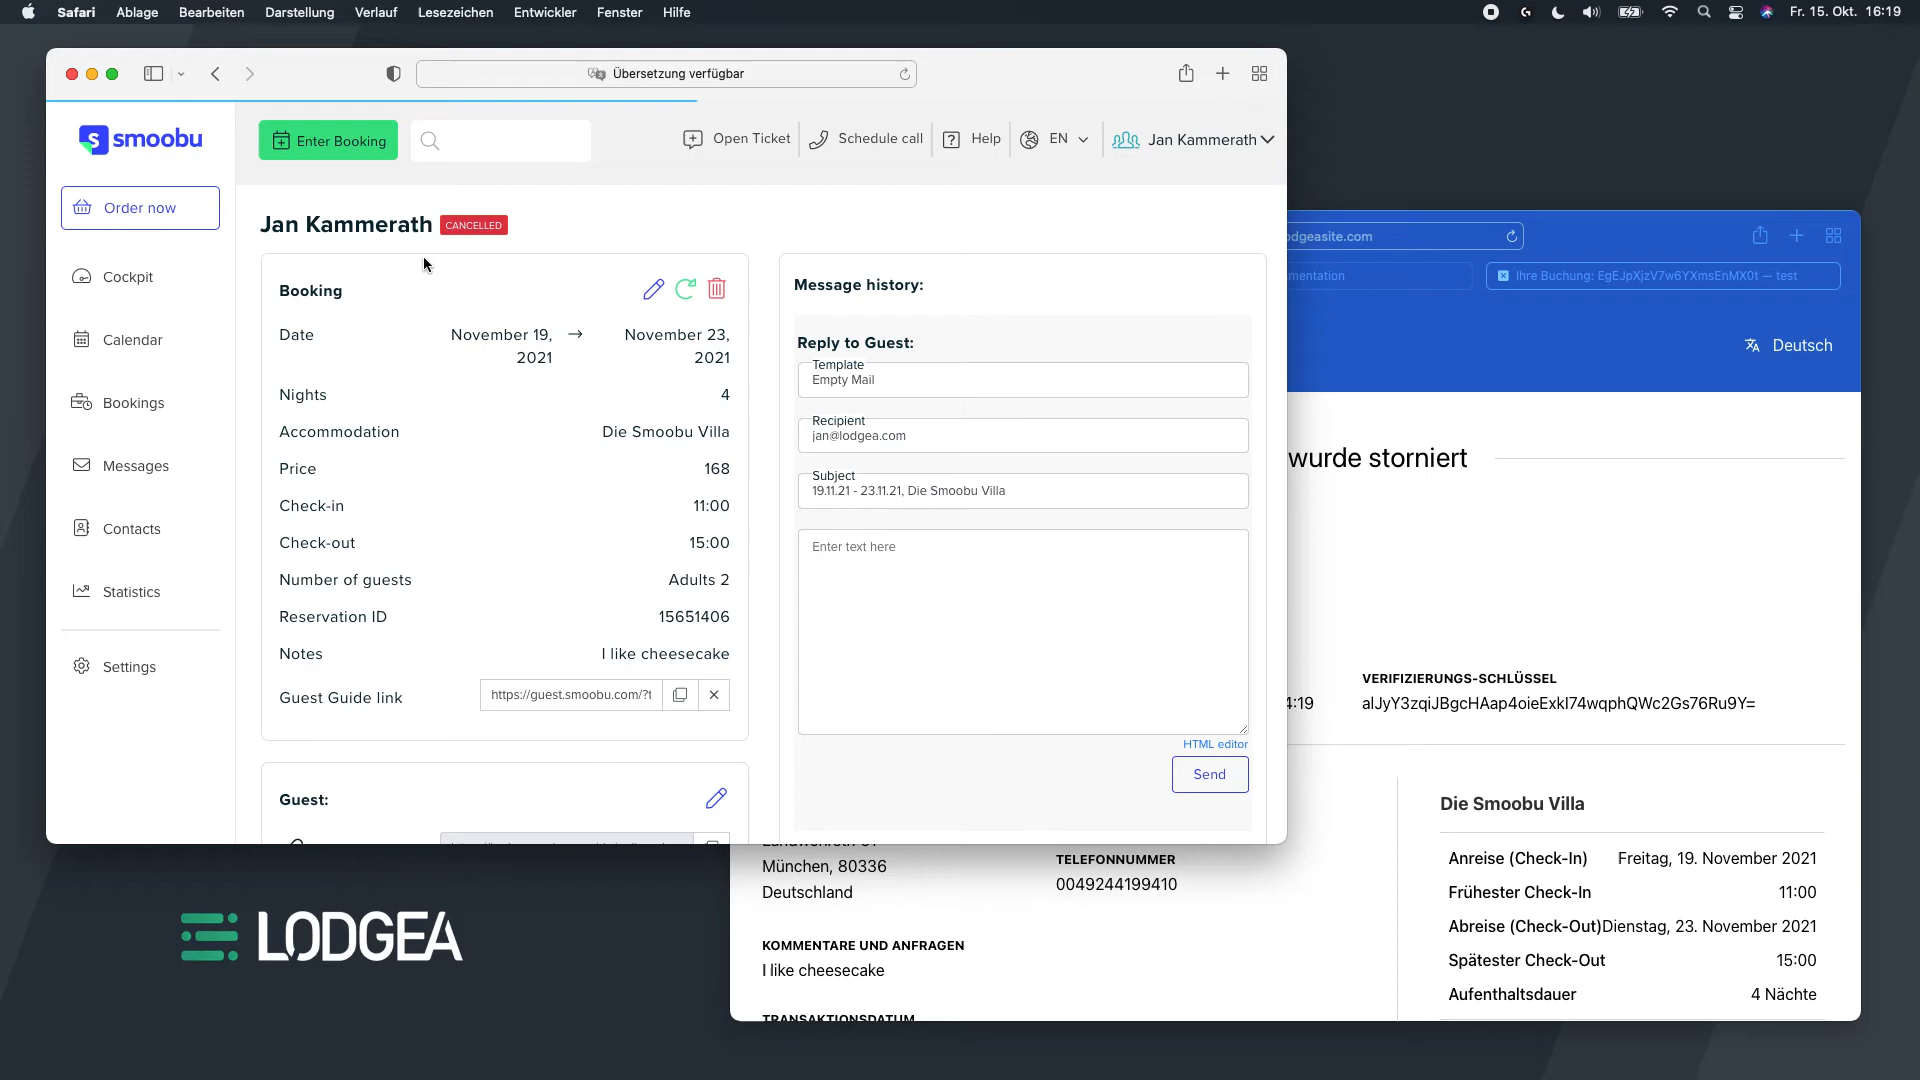 Safari Ablage Bearbeiten Darstellung Verlauf Lesezeichen Entwickler Fenster Hilfe
Fr. 15. Okt. 16:19
Übersetzung verfügbar
smoobu
Enter Booking
Open Ticket
Schedule call
Help
EN
Jan Kammerath
Order now
Cockpit
Calendar
Bookings
Messages
Contacts
Statistics
Settings
Jan Kammerath CANCELLED
Booking
Date November 19, 2021 → November 23, 2021
Nights 4
Accommodation Die Smoobu Villa
Price 168
Check-in 11:00
Check-out 15:00
Number of guests Adults 2
Reservation ID 15651406
Notes I like cheesecake
Guest Guide link https://guest.smoobu.com/?t
Guest:
Message history:
Reply to Guest:
Template
Empty Mail
Recipient
jan@lodgea.com
Subject
19.11.21 - 23.11.21, Die Smoobu Villa
Enter text here
HTML editor
Send
odgeasite.com
mentation
Ihre Buchung: EgEJpXjzV7w6YXmsEnMX0t — test
Deutsch
wurde storniert
VERIFIZIERUNGS-SCHLÜSSEL
4:19
alJyY3zqiJBgcHAap4oieExkl74wqphQWc2Gs76Ru9Y=
München, 80336
Deutschland
TELEFONNUMMER
0049244199410
KOMMENTARE UND ANFRAGEN
I like cheesecake
TRANSAKTIONSDATUM
Die Smoobu Villa
Anreise (Check-In) Freitag, 19. November 2021
Frühester Check-In 11:00
Abreise (Check-Out) Dienstag, 23. November 2021
Spätester Check-Out 15:00
Aufenthaltsdauer 4 Nächte
LODGEA